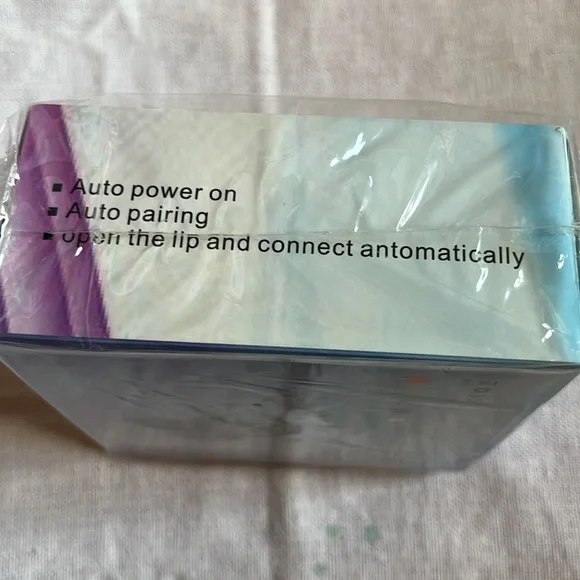 ▪ Auto power on
▪ Auto pairing
▪ open the lip and connect antomatically